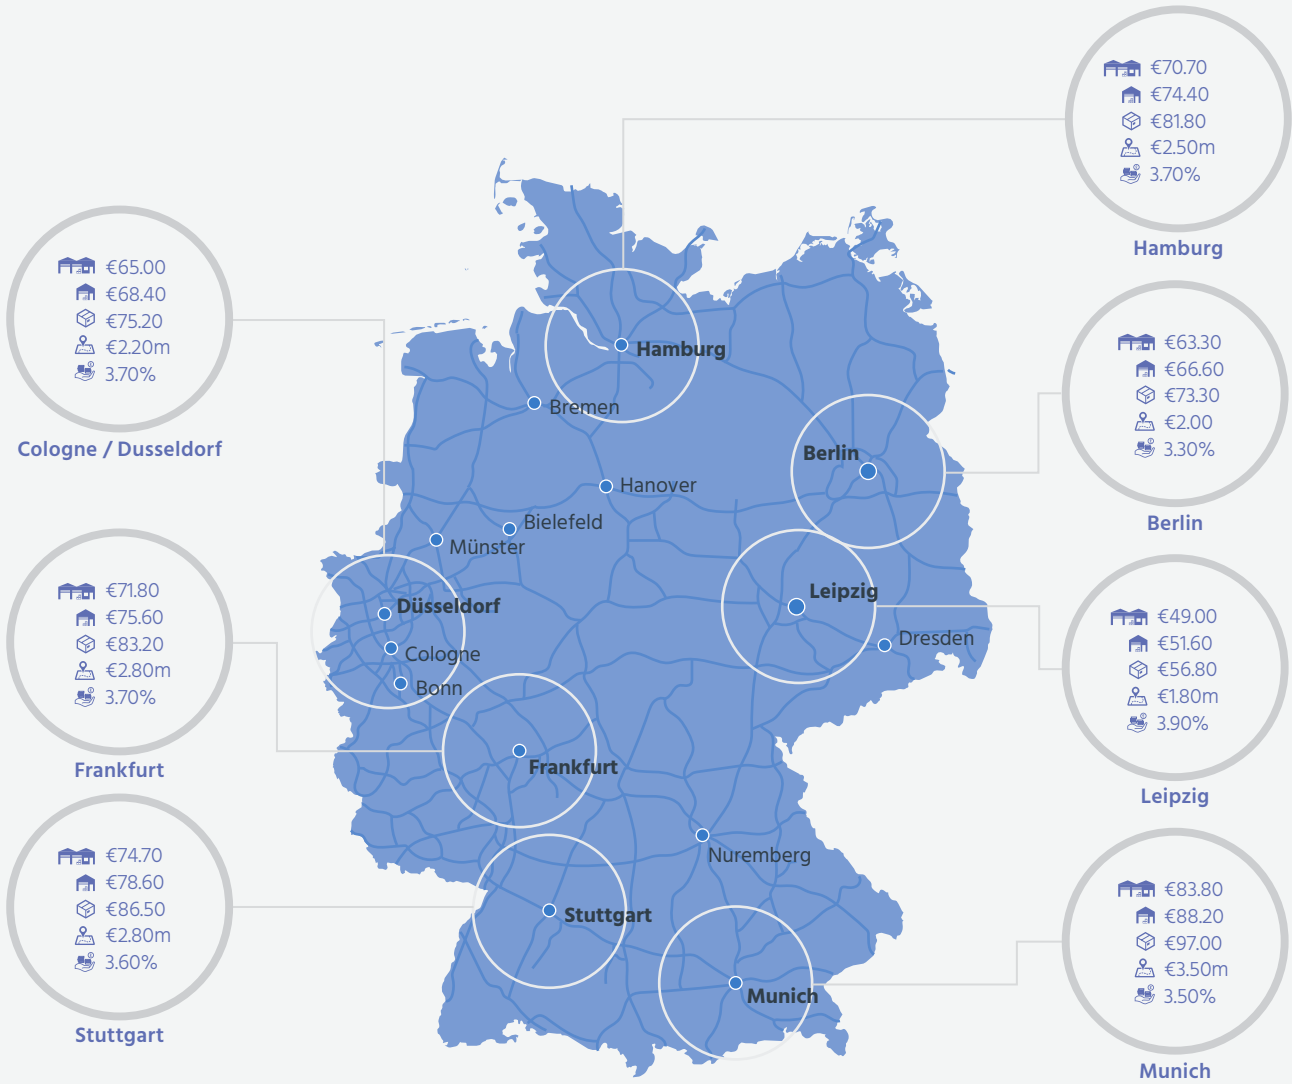 €70.70
€74.40
€81.80
€2.50m
3.70%
Hamburg
€65.00
€68.40
€75.20
€2.20m
3.70%
Cologne / Dusseldorf
€63.30
€66.60
€73.30
€2.00
3.30%
Berlin
€71.80
€75.60
€83.20
€2.80m
3.70%
Frankfurt
€49.00
€51.60
€56.80
€1.80m
3.90%
Leipzig
€74.70
€78.60
€86.50
€2.80m
3.60%
Stuttgart
€83.80
€88.20
€97.00
€3.50m
3.50%
Munich
Hamburg
Bremen
Berlin
Hanover
Bielefeld
Münster
Leipzig
Düsseldorf
Dresden
Cologne
Bonn
Frankfurt
Nuremberg
Stuttgart
Munich